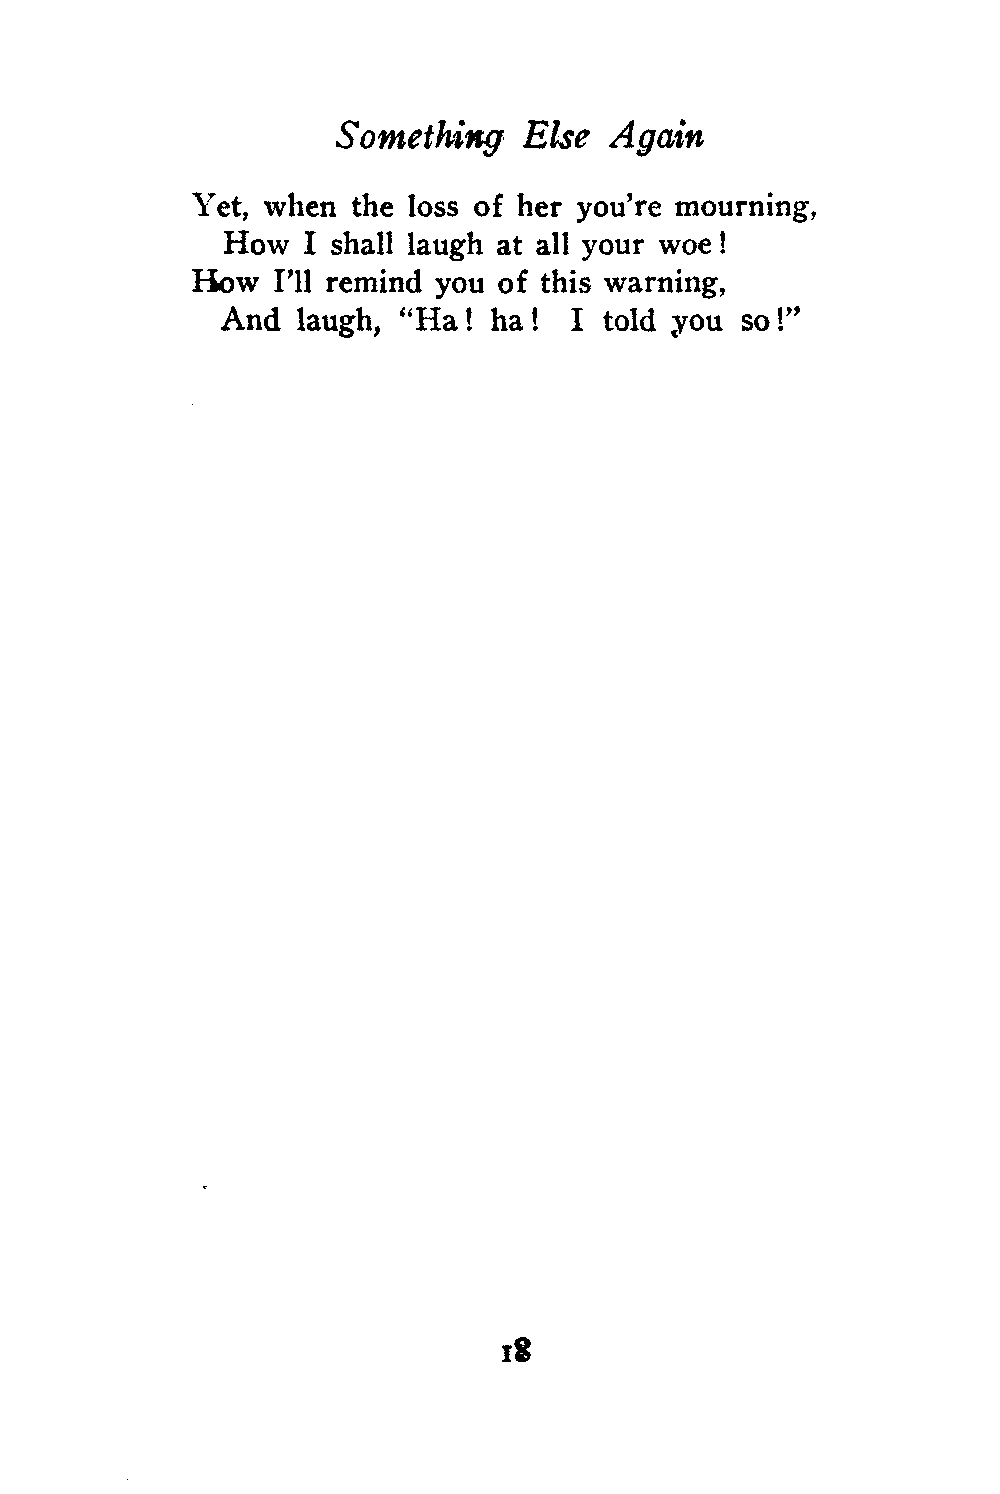 Something Else Again
Yet, when the loss of her you're mourning,
How I shall laugh at all your woe!
How I'll remind you of this warning,
And laugh, "Ha! ha! I told you so!"
18